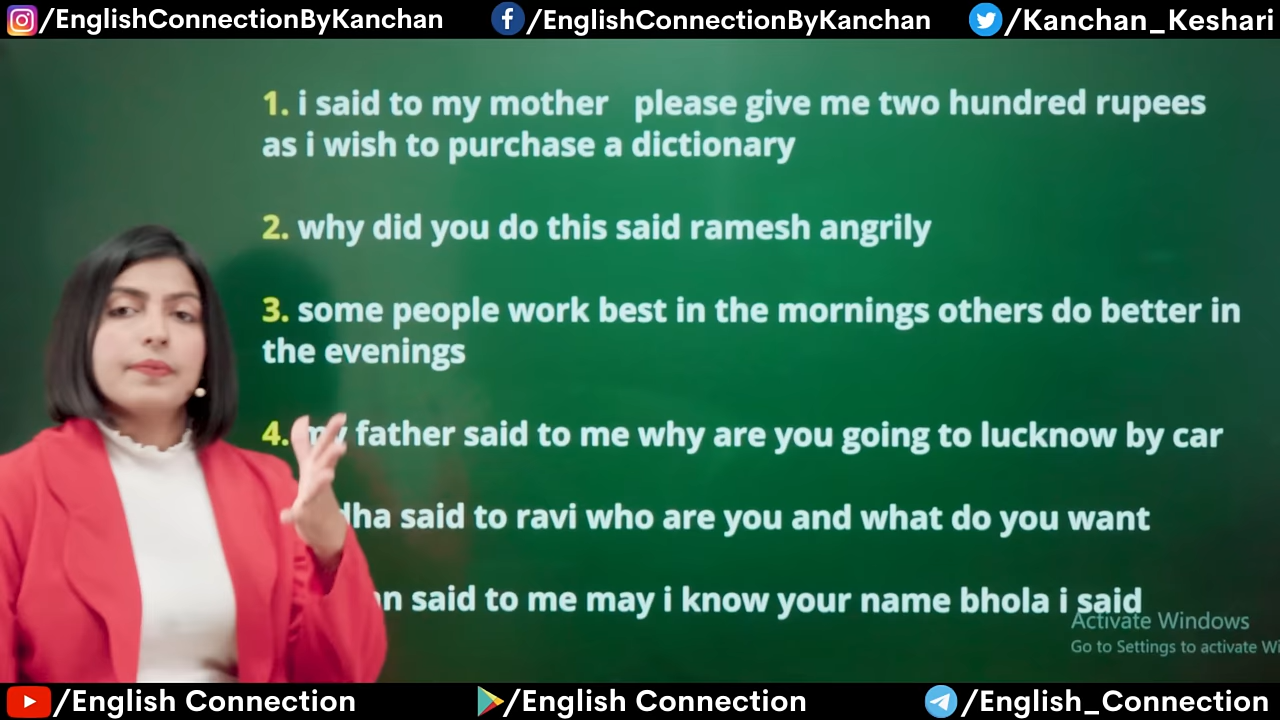 /EnglishConnectionByKanchan /EnglishConnectionByKanchan /Kanchan_Keshari
1. i said to my mother please give me two hundred rupees
as i wish to purchase a dictionary
2. why did you do this said ramesh angrily
3. some people work best in the mornings others do better in
the evenings
4. my father said to me why are you going to lucknow by car
said to ravi who are you and what do you want
said to me may i know your name bhola i said
Activate Windows
Go to Settings to activate
/English Connection /English Connection /English_Connection